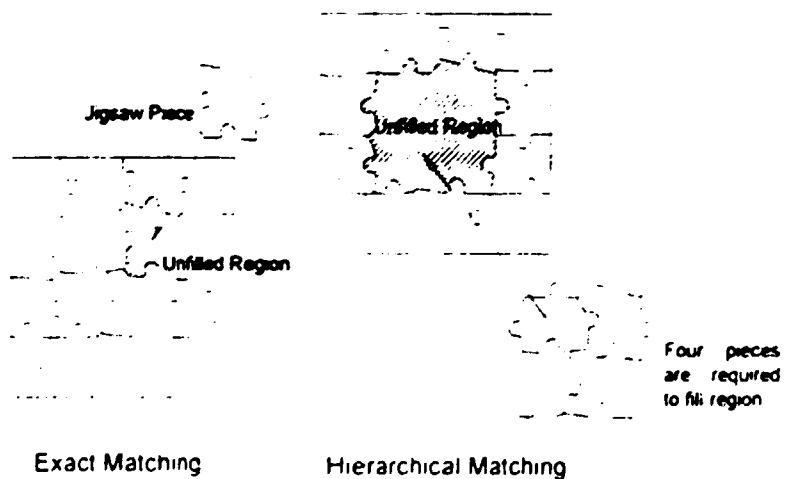 Jigsaw Piece
Unfilled Region
Unfilled Region
Four pieces
are required
to fill region
Exact Matching
Hierarchical Matching